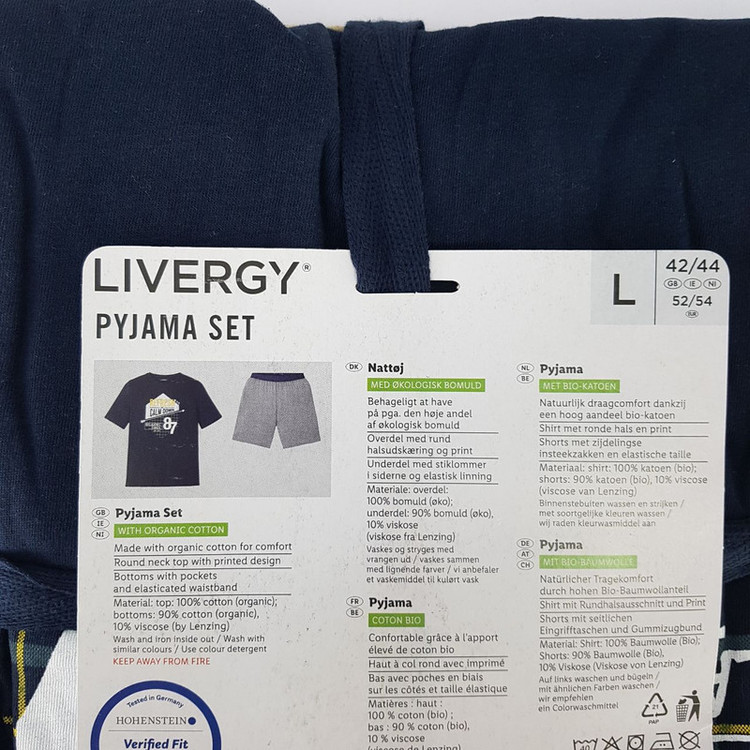 LIVERGY®
PYJAMA SET
L
42/44
GB IE NI
52/54
EUR
CALM DOWN
87
GB
IE
NI
Pyjama Set
WITH ORGANIC COTTON
Made with organic cotton for comfort
Round neck top with printed design
Bottoms with pockets
and elasticated waistband
Material: top: 100% cotton (organic);
bottoms: 90% cotton (organic),
10% viscose (by Lenzing)
Wash and iron inside out / Wash with
similar colours / Use colour detergent
KEEP AWAY FROM FIRE
Tested in Germany
HOHENSTEIN
Verified Fit
DK
Nattøj
MED ØKOLOGISK BOMULD
Behageligt at have
på pga. den høje andel
af økologisk bomuld
Overdel med rund
halsudskæring og print
Underdel med stiklommer
i siderne og elastisk linning
Materiale: overdel:
100% bomuld (øko);
underdel: 90% bomuld (øko),
10% viskose
(viskose fra Lenzing)
Vaskes og stryges med
vrangen ud / vaskes sammen
med lignende farver / vi anbefaler
et vaskemiddel til kulørt vask
FR
BE
Pyjama
COTON BIO
Confortable grâce à l'apport
élevé de coton bio
Haut à col rond avec imprimé
Bas avec poches en biais
sur les côtés et taille élastique
Matières : haut :
100 % coton (bio) ;
bas : 90 % coton (bio),
10 % viscose
(viscose de Lenzing)
NL
BE
Pyjama
MET BIO-KATOEN
Natuurlijk draagcomfort dankzij
een hoog aandeel bio-katoen
Shirt met ronde hals en print
Shorts met zijdelingse
insteekzakken en elastische taille
Materiaal: shirt: 100% katoen (bio);
shorts: 90% katoen (bio), 10% viscose
(viscose van Lenzing)
Binnenstebuiten wassen en strijken /
met soortgelijke kleuren wassen /
wij raden kleurwasmiddel aan
DE
AT
CH
Pyjama
MIT BIO-BAUMWOLLE
Natürlicher Tragekomfort
durch hohen Bio-Baumwollanteil
Shirt mit Rundhalsausschnitt und Print
Shorts mit seitlichen
Eingrifftaschen und Gummizugbund
Material: Shirt: 100% Baumwolle (Bio);
Shorts: 90% Baumwolle (Bio),
10% Viskose (Viskose von Lenzing)
Auf links waschen und bügeln /
mit ähnlichen Farben waschen /
wir empfehlen
ein Colorwaschmittel
21
PAP
40